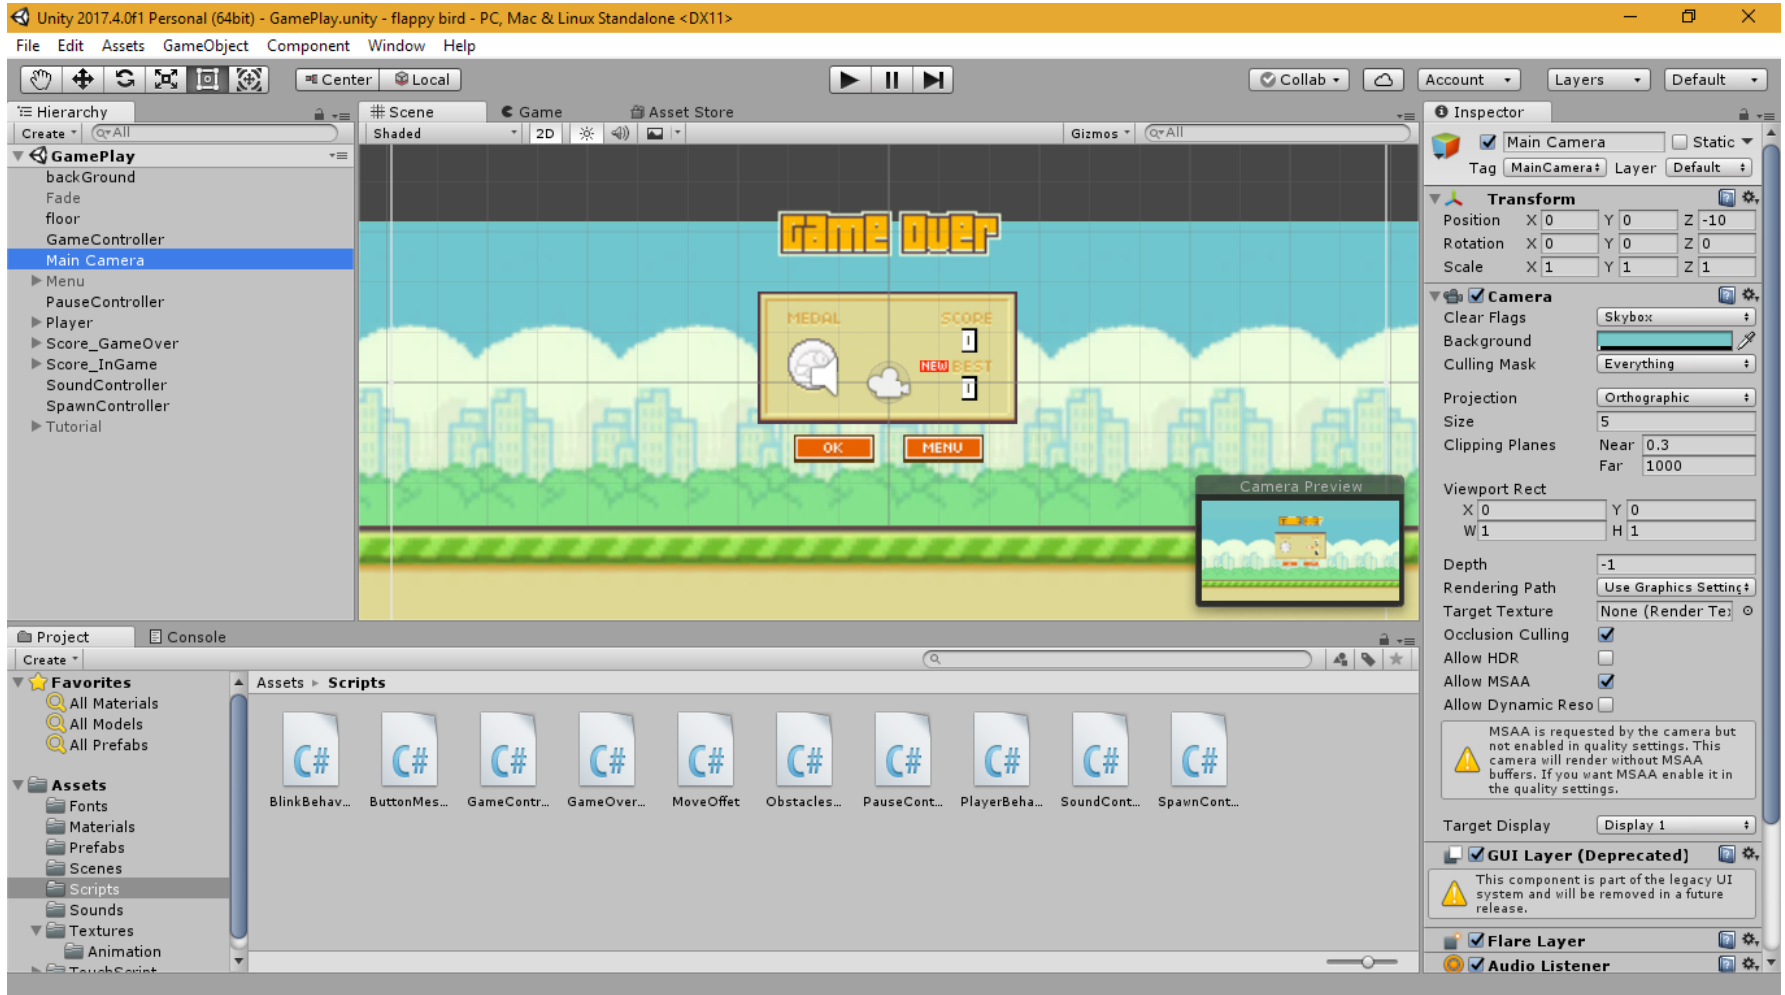 Unity 2017.4.0f1 Personal (64bit) - GamePlay.unity - flappy bird - PC, Mac & Linux Standalone <DX11>
File Edit Assets GameObject Component Window Help
Center Local Collab Account Layers Default
Hierarchy
Create All
GamePlay
backGround
Fade
floor
GameController
Main Camera
Menu
PauseController
Player
Score_GameOver
Score_InGame
SoundController
SpawnController
Tutorial
Scene Game Asset Store
Shaded 2D Gizmos All
Game Over
MEDAL SCORE
NEW BEST
OK MENU
Camera Preview
Inspector
Main Camera Static
Tag MainCamera Layer Default
Transform
Position X 0 Y 0 Z -10
Rotation X 0 Y 0 Z 0
Scale X 1 Y 1 Z 1
Camera
Clear Flags Skybox
Background
Culling Mask Everything
Projection Orthographic
Size 5
Clipping Planes Near 0.3
Far 1000
Viewport Rect
X 0 Y 0
W 1 H 1
Depth -1
Rendering Path Use Graphics Setting
Target Texture None (Render Te
Occlusion Culling
Allow HDR
Allow MSAA
Allow Dynamic Reso
MSAA is requested by the camera but
not enabled in quality settings. This
camera will render without MSAA
buffers. If you want MSAA enable it in
the quality settings.
Target Display Display 1
GUI Layer (Deprecated)
This component is part of the legacy UI
system and will be removed in a future
release.
Flare Layer
Audio Listener
Project Console
Create
Favorites
All Materials
All Models
All Prefabs
Assets
Fonts
Materials
Prefabs
Scenes
Scripts
Sounds
Textures
Animation
TouchScript
Assets Scripts
C# C# C# C# C# C# C# C# C# C#
BlinkBehav... ButtonMes... GameContr... GameOver... MoveOffet Obstacles... PauseCont... PlayerBeha... SoundCont... SpawnCont...